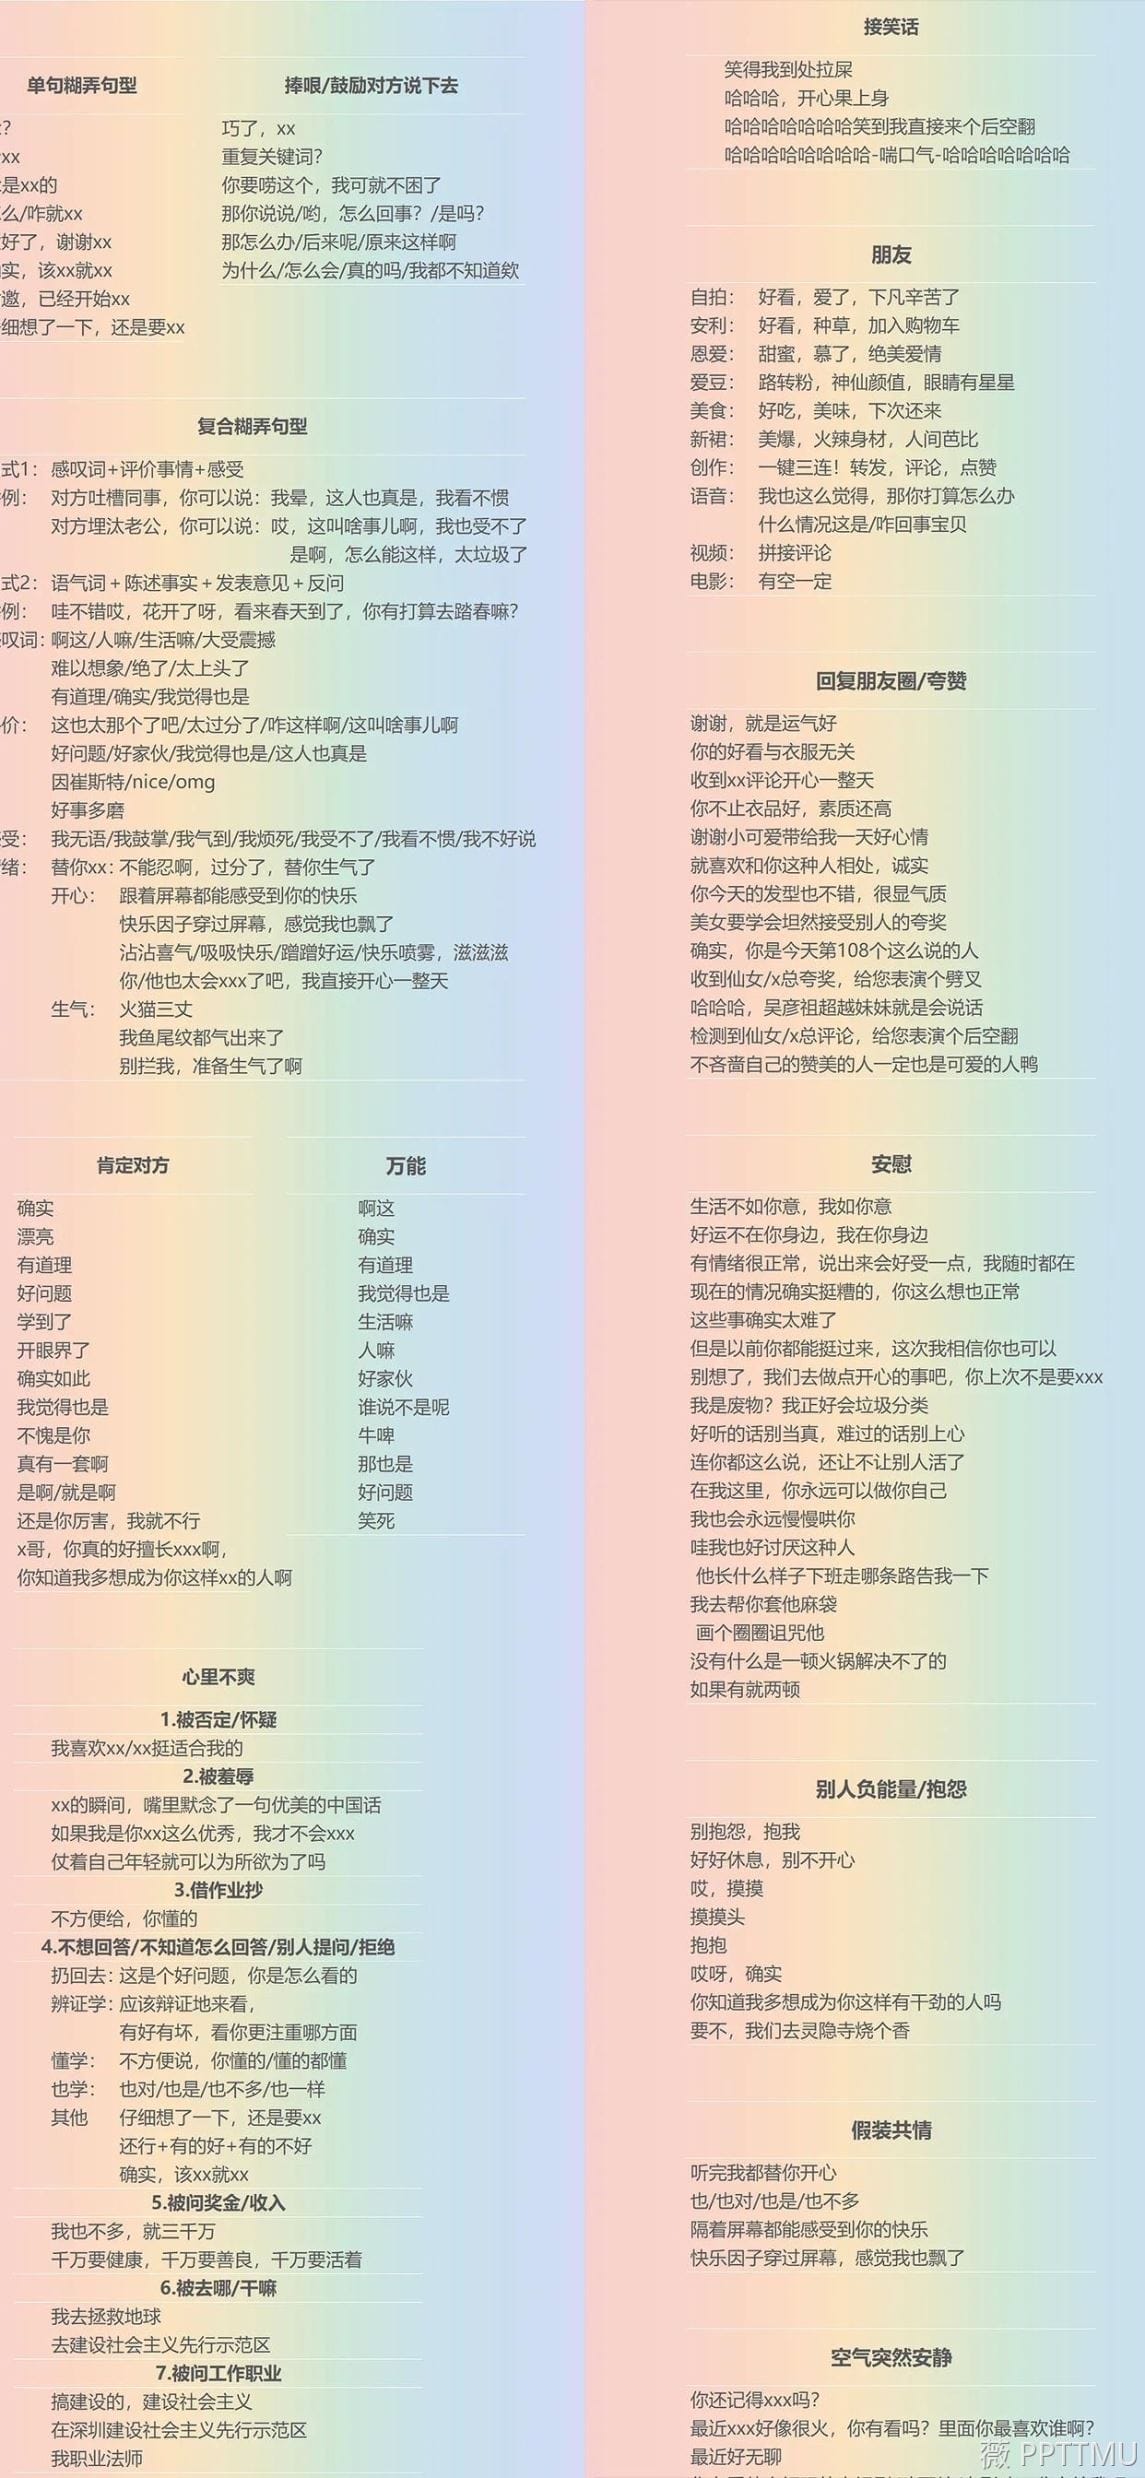 单句糊弄句型
?
xx
是xx的
么/咋就xx
好了，谢谢xx
实，该xx就xx
邀，已经开始xx
细想了一下，还是要xx
捧哏/鼓励对方说下去
巧了，xx
重复关键词？
你要唠这个，我可就不困了
那你说说/哟，怎么回事？/是吗？
那怎么办/后来呢/原来这样啊
为什么/怎么会/真的吗/我都不知道欸
复合糊弄句型
式1： 感叹词+评价事情+感受
例： 对方吐槽同事，你可以说：我晕，这人也真是，我看不惯
对方埋汰老公，你可以说：哎，这叫啥事儿啊，我也受不了
是啊，怎么能这样，太垃圾了
式2： 语气词＋陈述事实＋发表意见＋反问
例： 哇不错哎，花开了呀，看来春天到了，你有打算去踏春嘛？
叹词：啊这/人嘛/生活嘛/大受震撼
难以想象/绝了/太上头了
有道理/确实/我觉得也是
价： 这也太那个了吧/太过分了/咋这样啊/这叫啥事儿啊
好问题/好家伙/我觉得也是/这人也真是
因崔斯特/nice/omg
好事多磨
受： 我无语/我鼓掌/我气到/我烦死/我受不了/我看不惯/我不好说
绪： 替你xx：不能忍啊，过分了，替你生气了
开心： 跟着屏幕都能感受到你的快乐
快乐因子穿过屏幕，感觉我也飘了
沾沾喜气/吸吸快乐/蹭蹭好运/快乐喷雾，滋滋滋
你/他也太会xxx了吧，我直接开心一整天
生气： 火猫三丈
我鱼尾纹都气出来了
别拦我，准备生气了啊
肯定对方
确实
漂亮
有道理
好问题
学到了
开眼界了
确实如此
我觉得也是
不愧是你
真有一套啊
是啊/就是啊
还是你厉害，我就不行
x哥，你真的好擅长xxx啊，
你知道我多想成为你这样xx的人啊
万能
啊这
确实
有道理
我觉得也是
生活嘛
人嘛
好家伙
谁说不是呢
牛啤
那也是
好问题
笑死
心里不爽
1.被否定/怀疑
我喜欢xx/xx挺适合我的
2.被羞辱
xx的瞬间，嘴里默念了一句优美的中国话
如果我是你xx这么优秀，我才不会xxx
仗着自己年轻就可以为所欲为了吗
3.借作业抄
不方便给，你懂的
4.不想回答/不知道怎么回答/别人提问/拒绝
扔回去：这是个好问题，你是怎么看的
辨证学：应该辩证地来看，
有好有坏，看你更注重哪方面
懂学： 不方便说，你懂的/懂的都懂
也学： 也对/也是/也不多/也一样
其他 仔细想了一下，还是要xx
还行+有的好+有的不好
确实，该xx就xx
5.被问奖金/收入
我也不多，就三千万
千万要健康，千万要善良，千万要活着
6.被去哪/干嘛
我去拯救地球
去建设社会主义先行示范区
7.被问工作职业
搞建设的，建设社会主义
在深圳建设社会主义先行示范区
我职业法师
接笑话
笑得我到处拉屎
哈哈哈，开心果上身
哈哈哈哈哈哈哈笑到我直接来个后空翻
哈哈哈哈哈哈哈哈-喘口气-哈哈哈哈哈哈哈
朋友
自拍： 好看，爱了，下凡辛苦了
安利： 好看，种草，加入购物车
恩爱： 甜蜜，慕了，绝美爱情
爱豆： 路转粉，神仙颜值，眼睛有星星
美食： 好吃，美味，下次还来
新裙： 美爆，火辣身材，人间芭比
创作： 一键三连！转发，评论，点赞
语音： 我也这么觉得，那你打算怎么办
什么情况这是/咋回事宝贝
视频： 拼接评论
电影： 有空一定
回复朋友圈/夸赞
谢谢，就是运气好
你的好看与衣服无关
收到xx评论开心一整天
你不止衣品好，素质还高
谢谢小可爱带给我一天好心情
就喜欢和你这种人相处，诚实
你今天的发型也不错，很显气质
美女要学会坦然接受别人的夸奖
确实，你是今天第108个这么说的人
收到仙女/x总夸奖，给您表演个劈叉
哈哈哈，吴彦祖超越妹妹就是会说话
检测到仙女/x总评论，给您表演个后空翻
不吝啬自己的赞美的人一定也是可爱的人鸭
安慰
生活不如你意，我如你意
好运不在你身边，我在你身边
有情绪很正常，说出来会好受一点，我随时都在
现在的情况确实挺糟的，你这么想也正常
这些事确实太难了
但是以前你都能挺过来，这次我相信你也可以
别想了，我们去做点开心的事吧，你上次不是要xxx
我是废物？我正好会垃圾分类
好听的话别当真，难过的话别上心
连你都这么说，还让不让别人活了
在我这里，你永远可以做你自己
我也会永远慢慢哄你
哇我也好讨厌这种人
他长什么样子下班走哪条路告我一下
我去帮你套他麻袋
画个圈圈诅咒他
没有什么是一顿火锅解决不了的
如果有就两顿
别人负能量/抱怨
别抱怨，抱我
好好休息，别不开心
哎，摸摸
摸摸头
抱抱
哎呀，确实
你知道我多想成为你这样有干劲的人吗
要不，我们去灵隐寺烧个香
假装共情
听完我都替你开心
也/也对/也是/也不多
隔着屏幕都能感受到你的快乐
快乐因子穿过屏幕，感觉我也飘了
空气突然安静
你还记得xxx吗？
最近xxx好像很火，你有看吗？里面你最喜欢谁啊？
最近好无聊
薇 PPTTMU